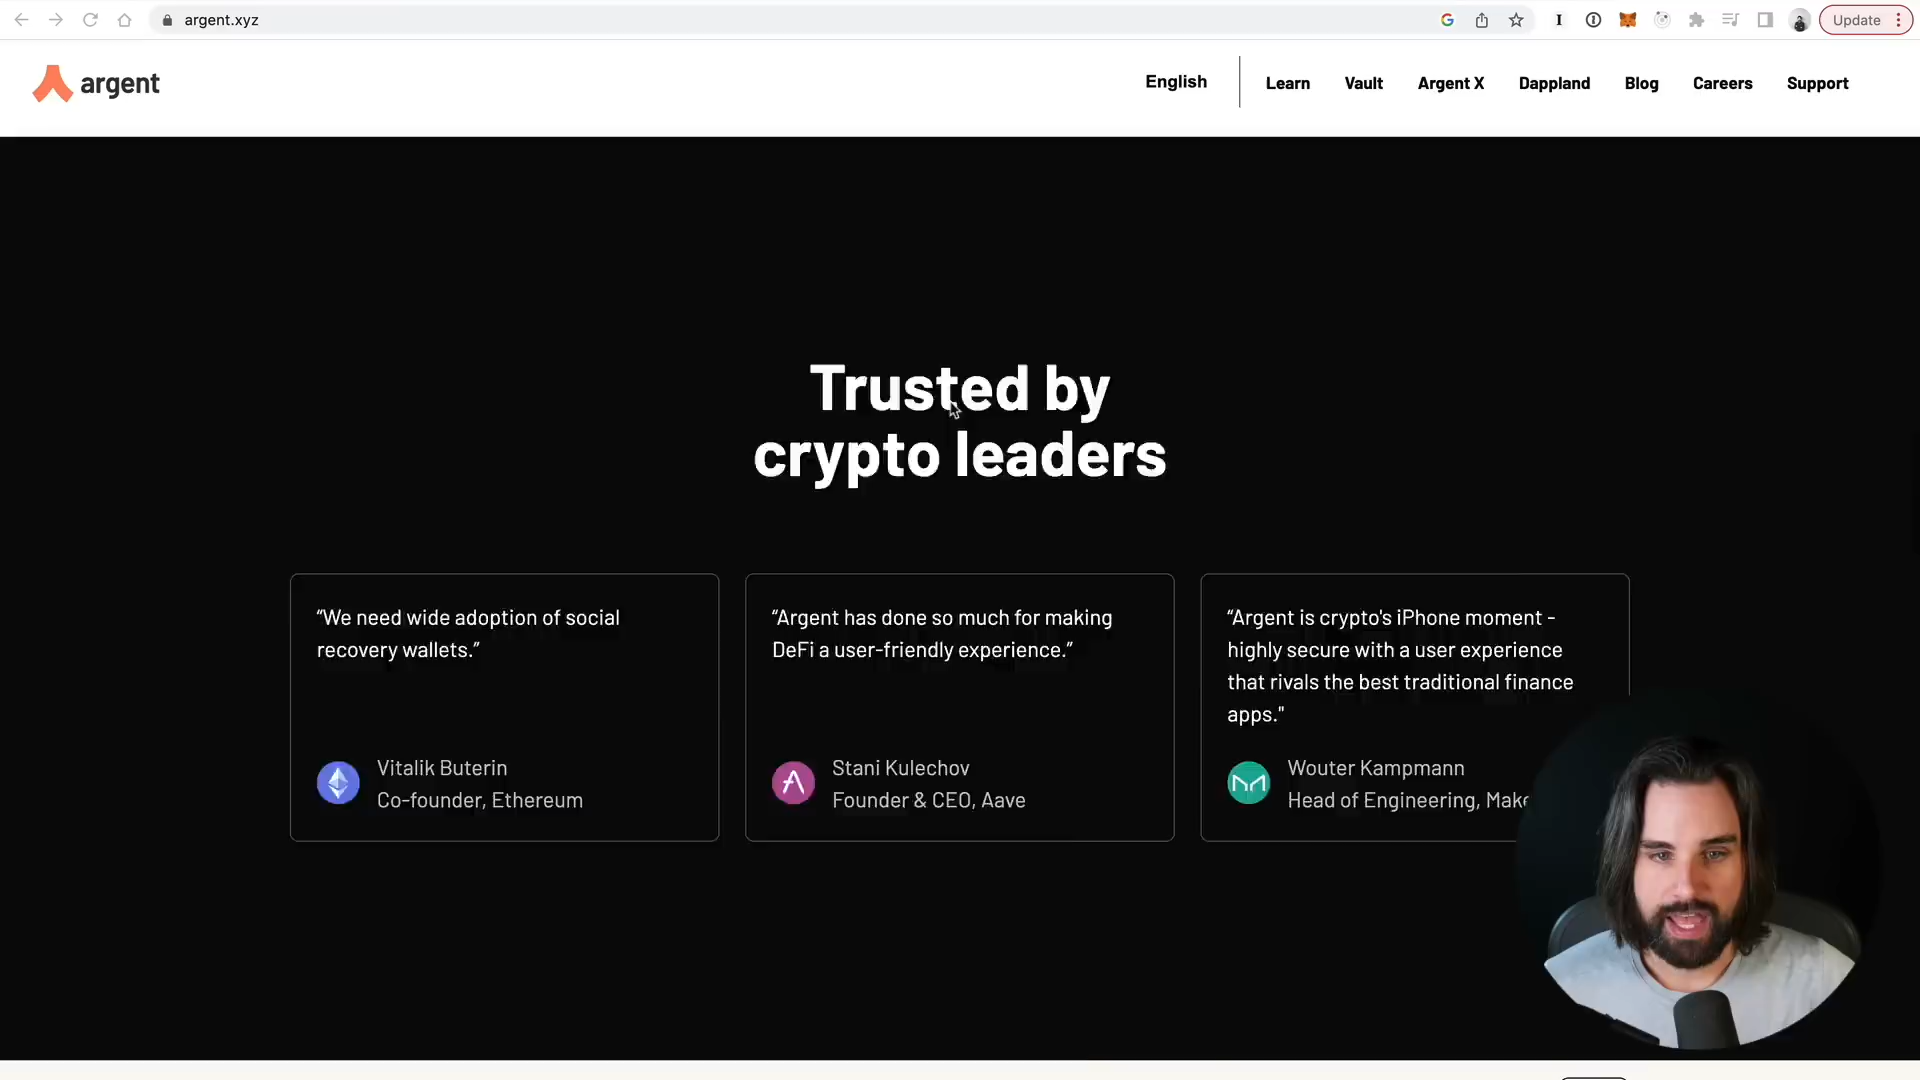 argent.xyz
Update
argent
English
Learn
Vault
Argent X
Dappland
Blog
Careers
Support
Trusted by
crypto leaders
“We need wide adoption of social
recovery wallets.”
Vitalik Buterin
Co-founder, Ethereum
“Argent has done so much for making
DeFi a user-friendly experience.”
Stani Kulechov
Founder & CEO, Aave
“Argent is crypto's iPhone moment -
highly secure with a user experience
that rivals the best traditional finance
apps."
Wouter Kampmann
Head of Engineering,